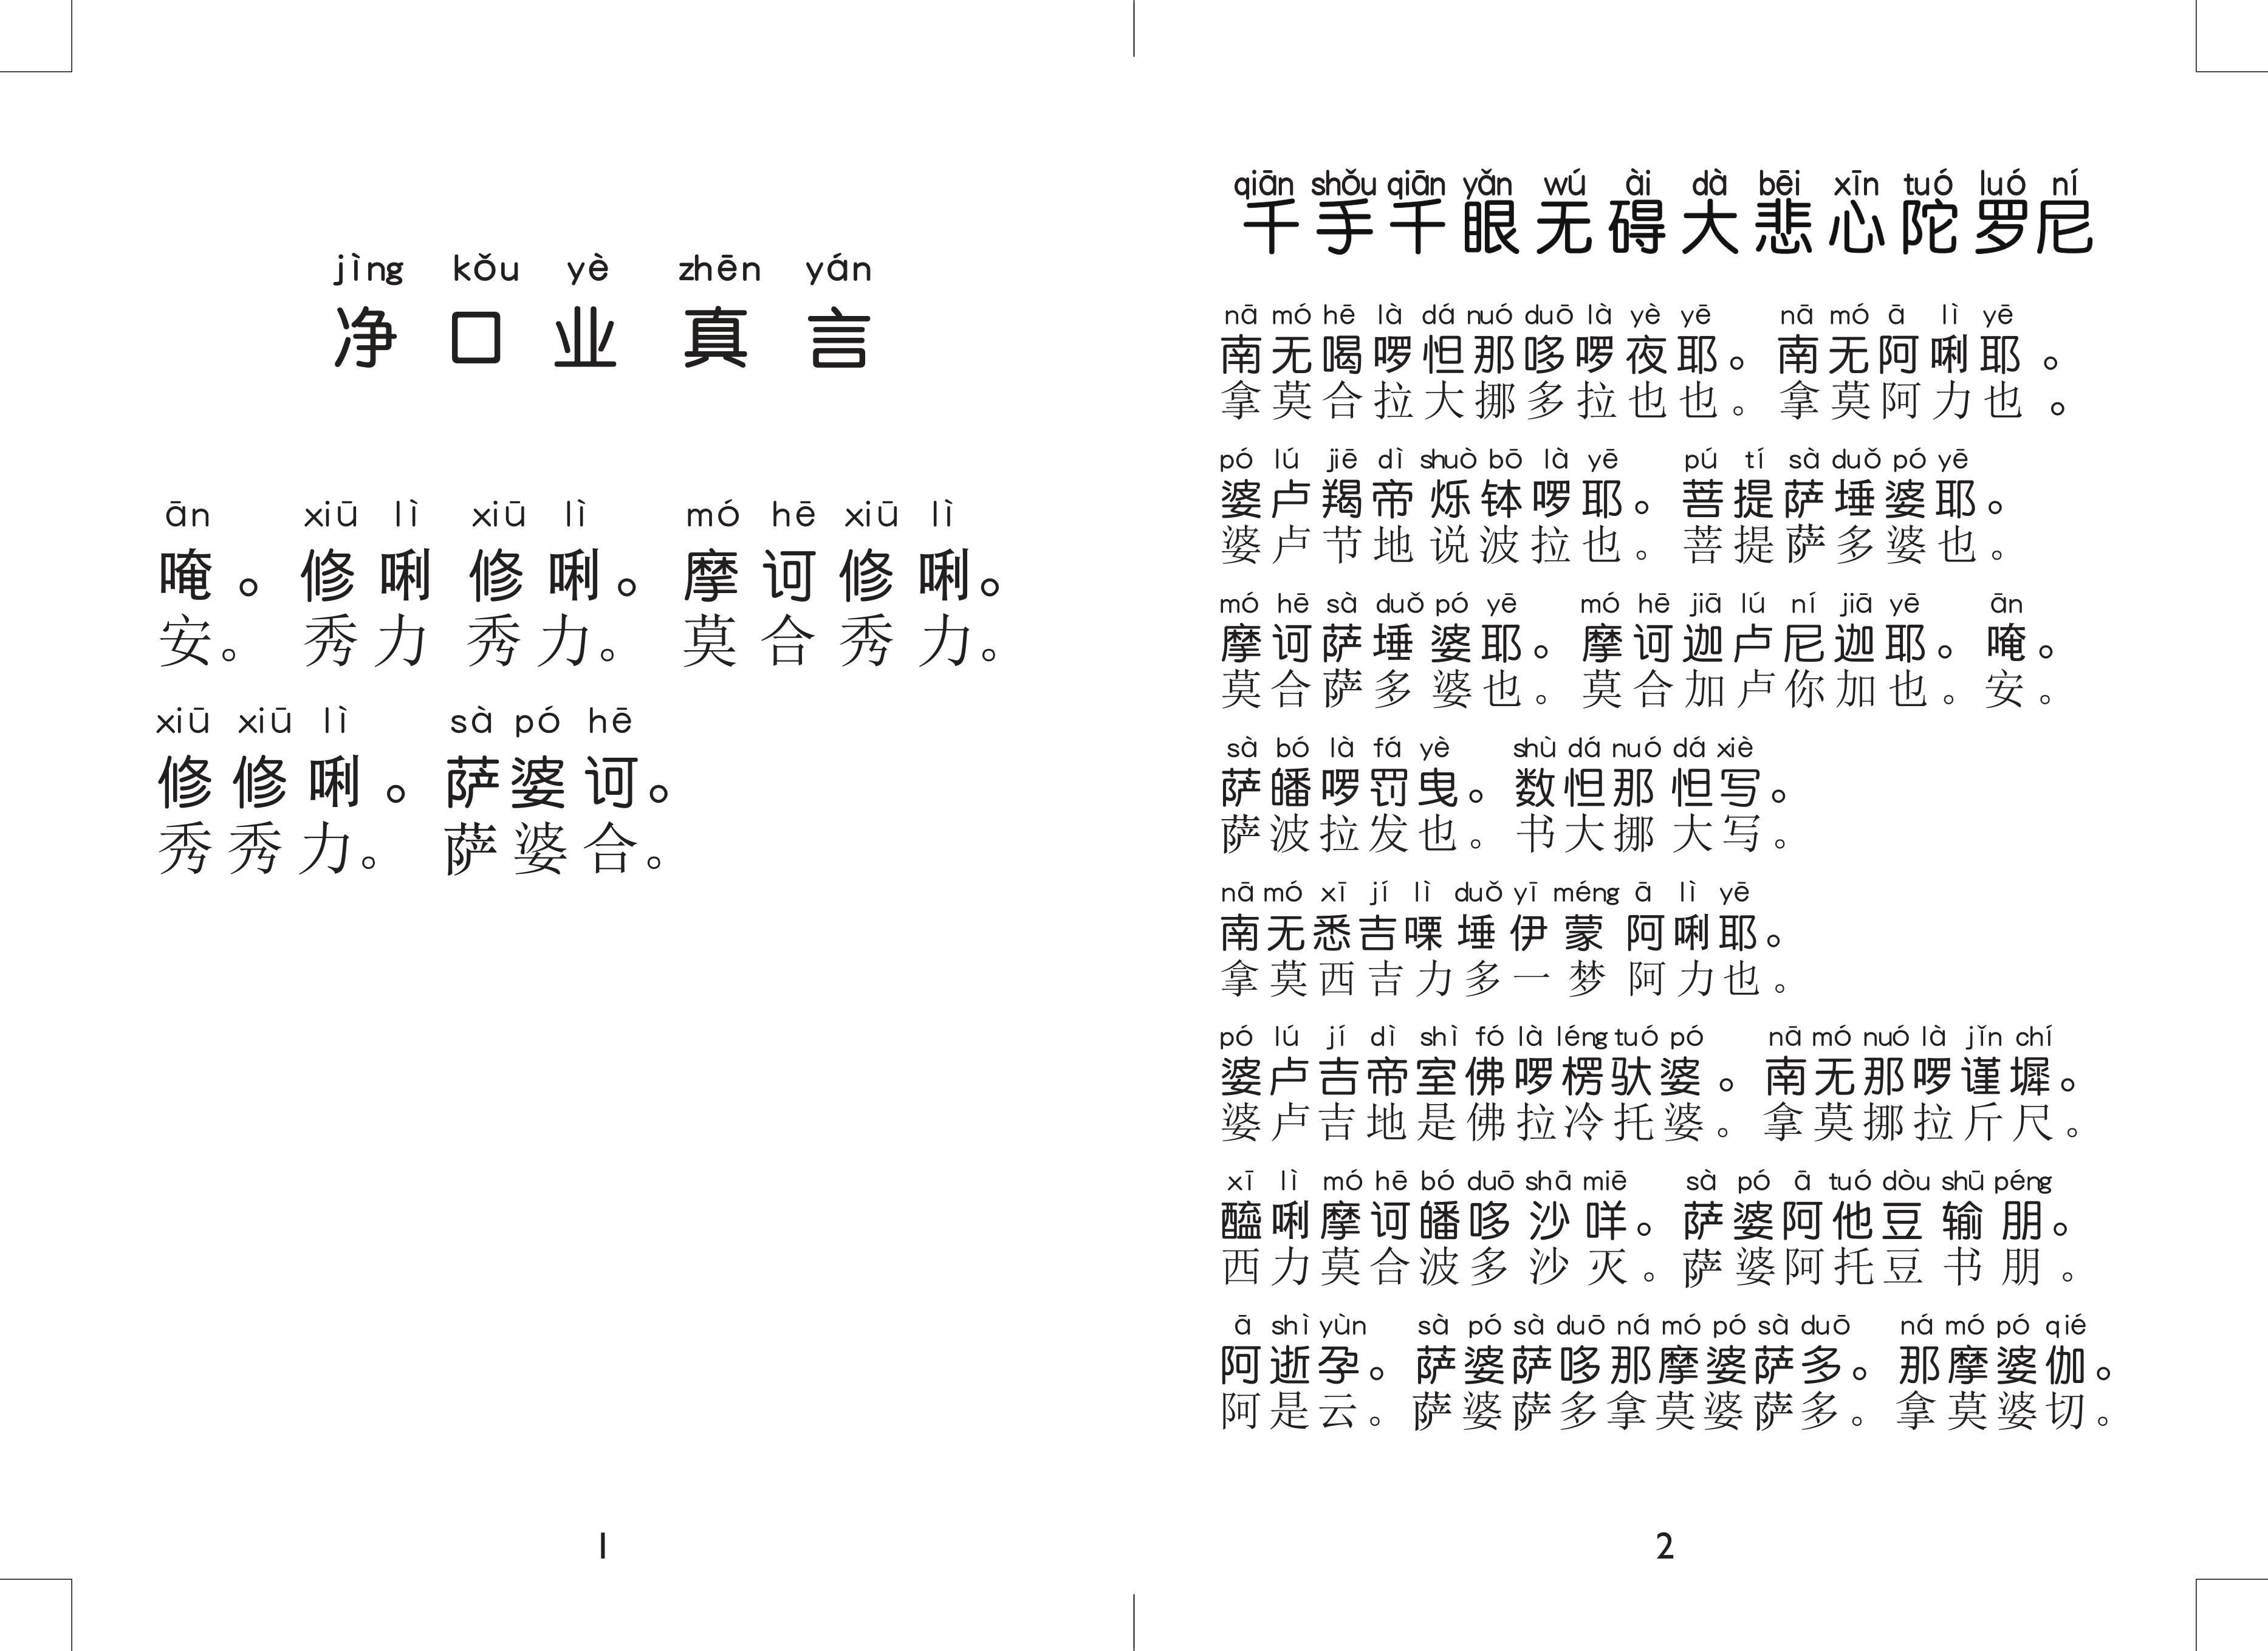 jìng kǒu yè zhēn yán
净口业真言
ān xiū lì xiū lì mó hē xiū lì
唵。修唎修唎。摩诃修唎。
安。秀力秀力。莫合秀力。
xiū xiū lì sà pó hē
修修唎。萨婆诃。
秀秀力。萨婆合。
1
qiān shǒu qiān yǎn wú ài dà bēi xīn tuó luó ní
千手千眼无碍大悲心陀罗尼
nā mó hē là dá nuó duō là yè yē nā mó ā lì yē
南无喝啰怛那哆啰夜耶。南无阿唎耶。
拿莫合拉大挪多拉也也。拿莫阿力也。
pó lú jiē dì shuò bō là yē pú tí sà duǒ pó yē
婆卢羯帝烁钵啰耶。菩提萨埵婆耶。
婆卢节地说波拉也。菩提萨多婆也。
mó hē sà duǒ pó yē mó hē jiā lú ní jiā yē ān
摩诃萨埵婆耶。摩诃迦卢尼迦耶。唵。
莫合萨多婆也。莫合加卢你加也。安。
sà bó là fá yè shù dá nuó dá xiè
萨皤啰罚曳。数怛那怛写。
萨波拉发也。书大挪大写。
nā mó xī jí lì duǒ yī méng ā lì yē
南无悉吉嘌埵伊蒙阿唎耶。
拿莫西吉力多一梦阿力也。
pó lú jí dì shì fó là léng tuó pó nā mó nuó là jǐn chí
婆卢吉帝室佛啰楞驮婆。南无那啰谨墀。
婆卢吉地是佛拉冷托婆。拿莫挪拉斤尺。
xī lì mó hē bó duō shā miē sà pó ā tuó dòu shū péng
醯唎摩诃皤哆沙咩。萨婆阿他豆输朋。
西力莫合波多沙灭。萨婆阿托豆书朋。
ā shì yùn sà pó sà duō ná mó pó sà duō ná mó pó qié
阿逝孕。萨婆萨哆那摩婆萨多。那摩婆伽。
阿是云。萨婆萨多拿莫婆萨多。拿莫婆切。
2